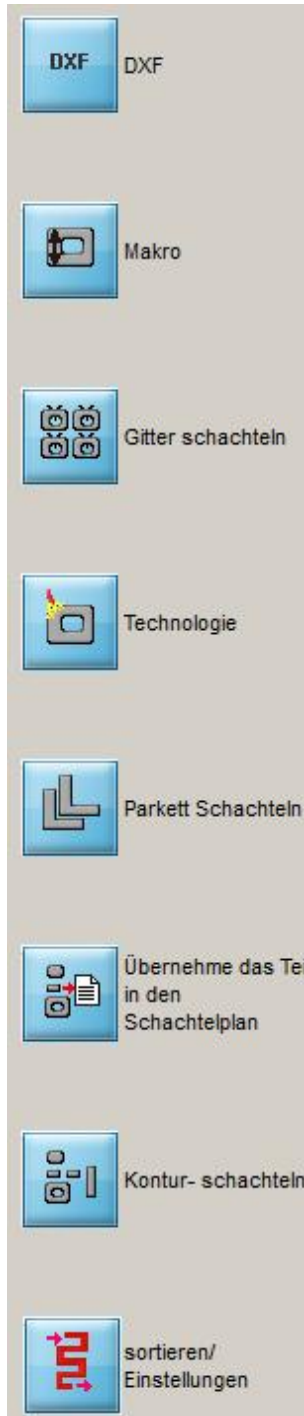 DXF
DXF
Makro
Gitter schachteln
Technologie
Parkett Schachteln
Übernehme das Tei
in den
Schachtelplan
Kontur- schachteln
sortieren/
Einstellungen